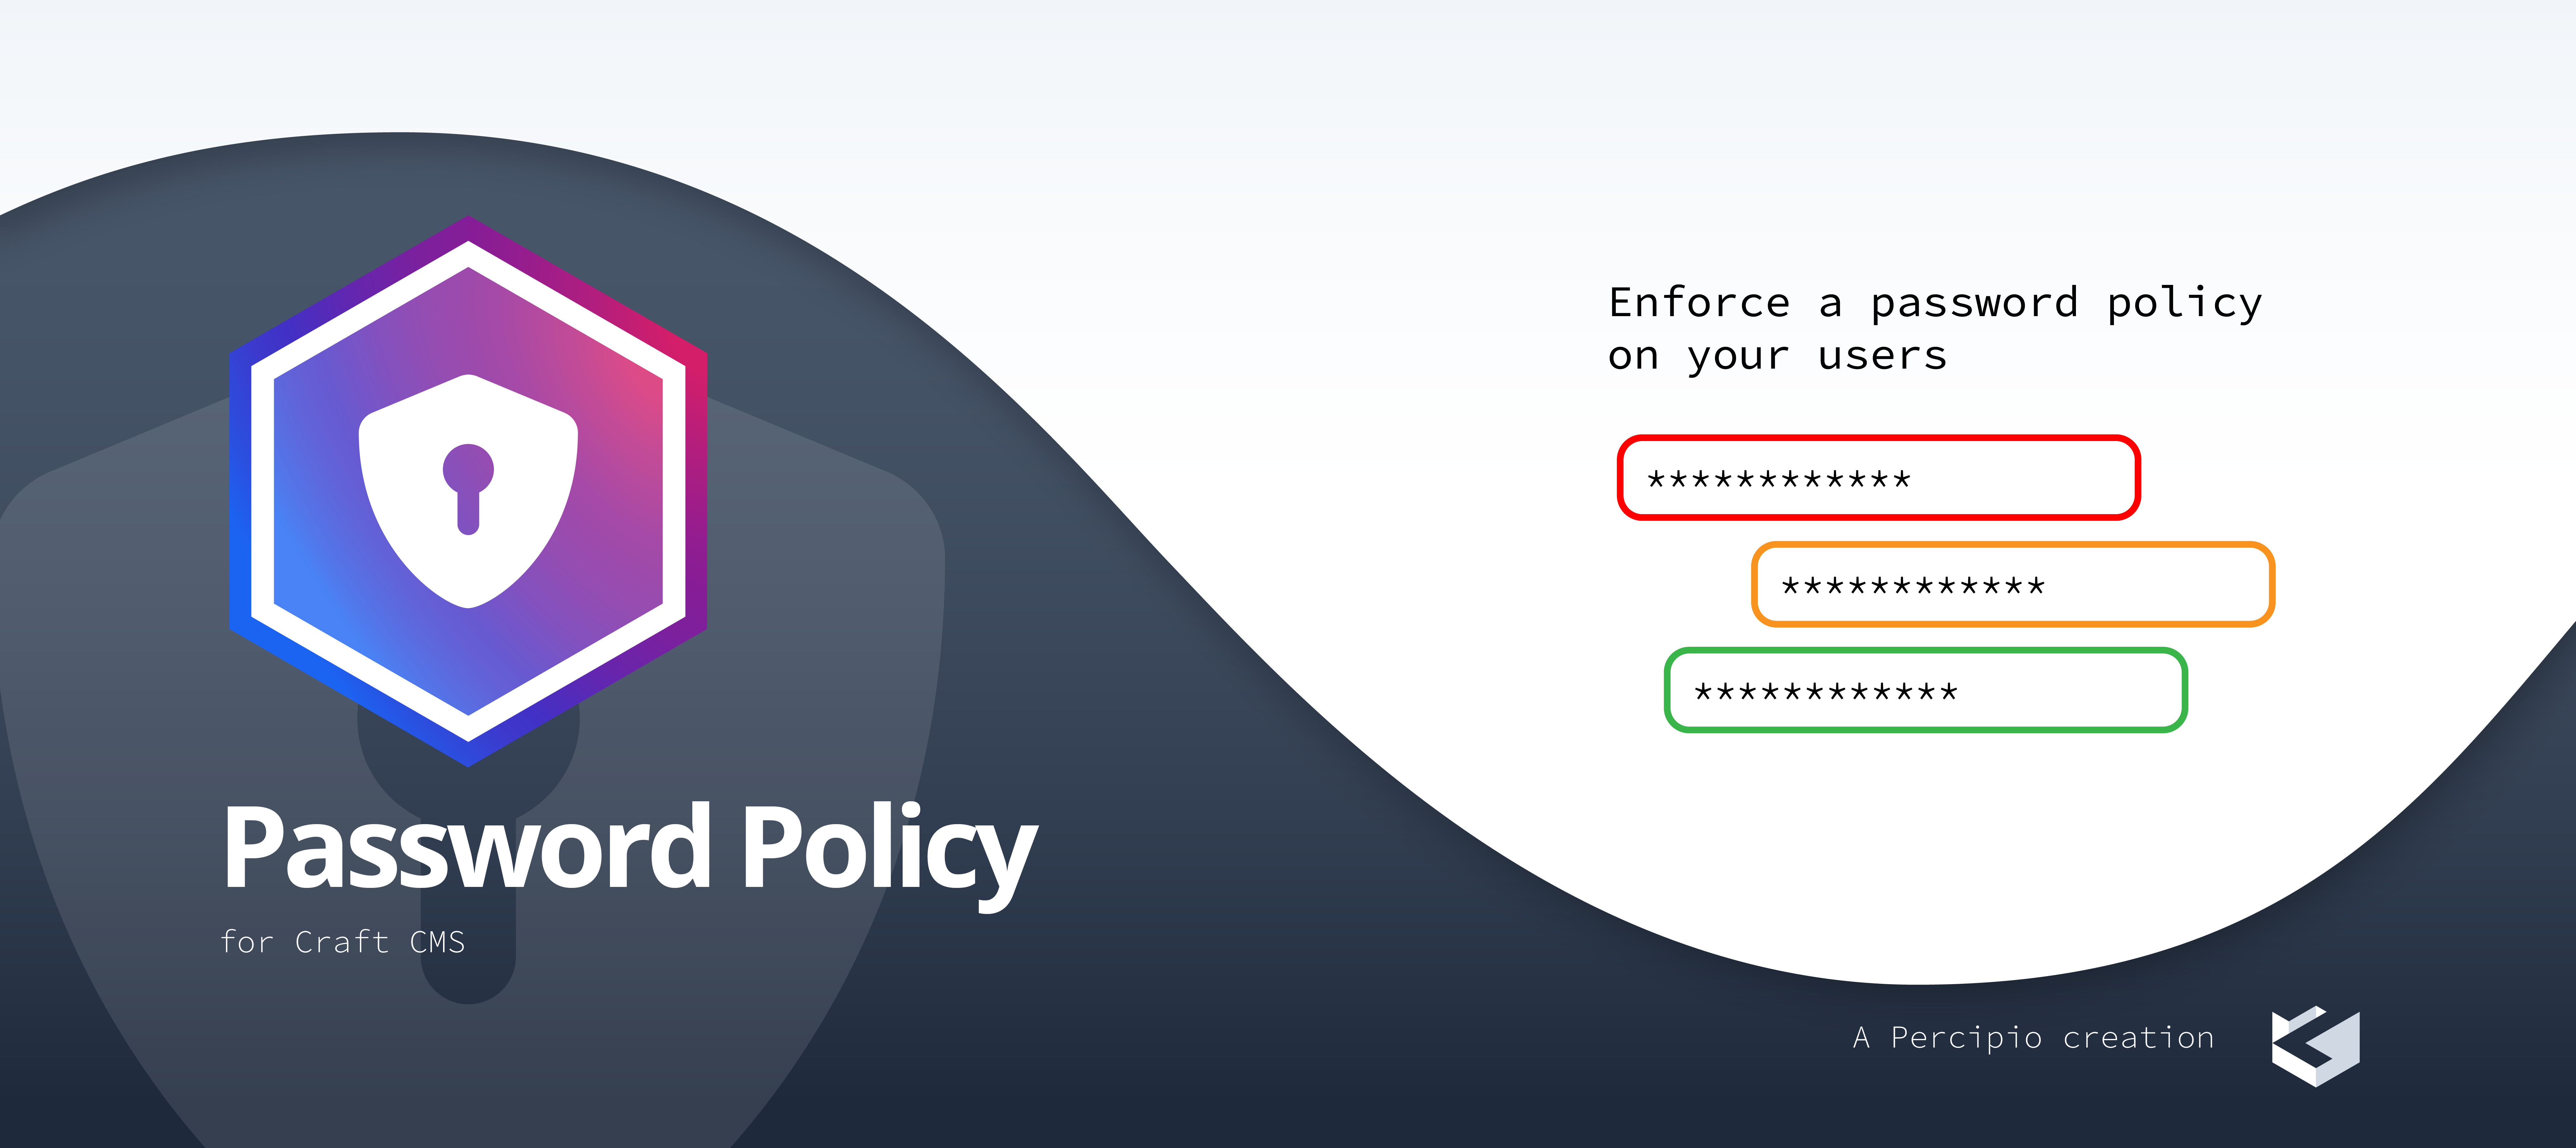 Password Policy
for Craft CMS
Enforce a password policy
on your users
************
************
************
A Percipio creation